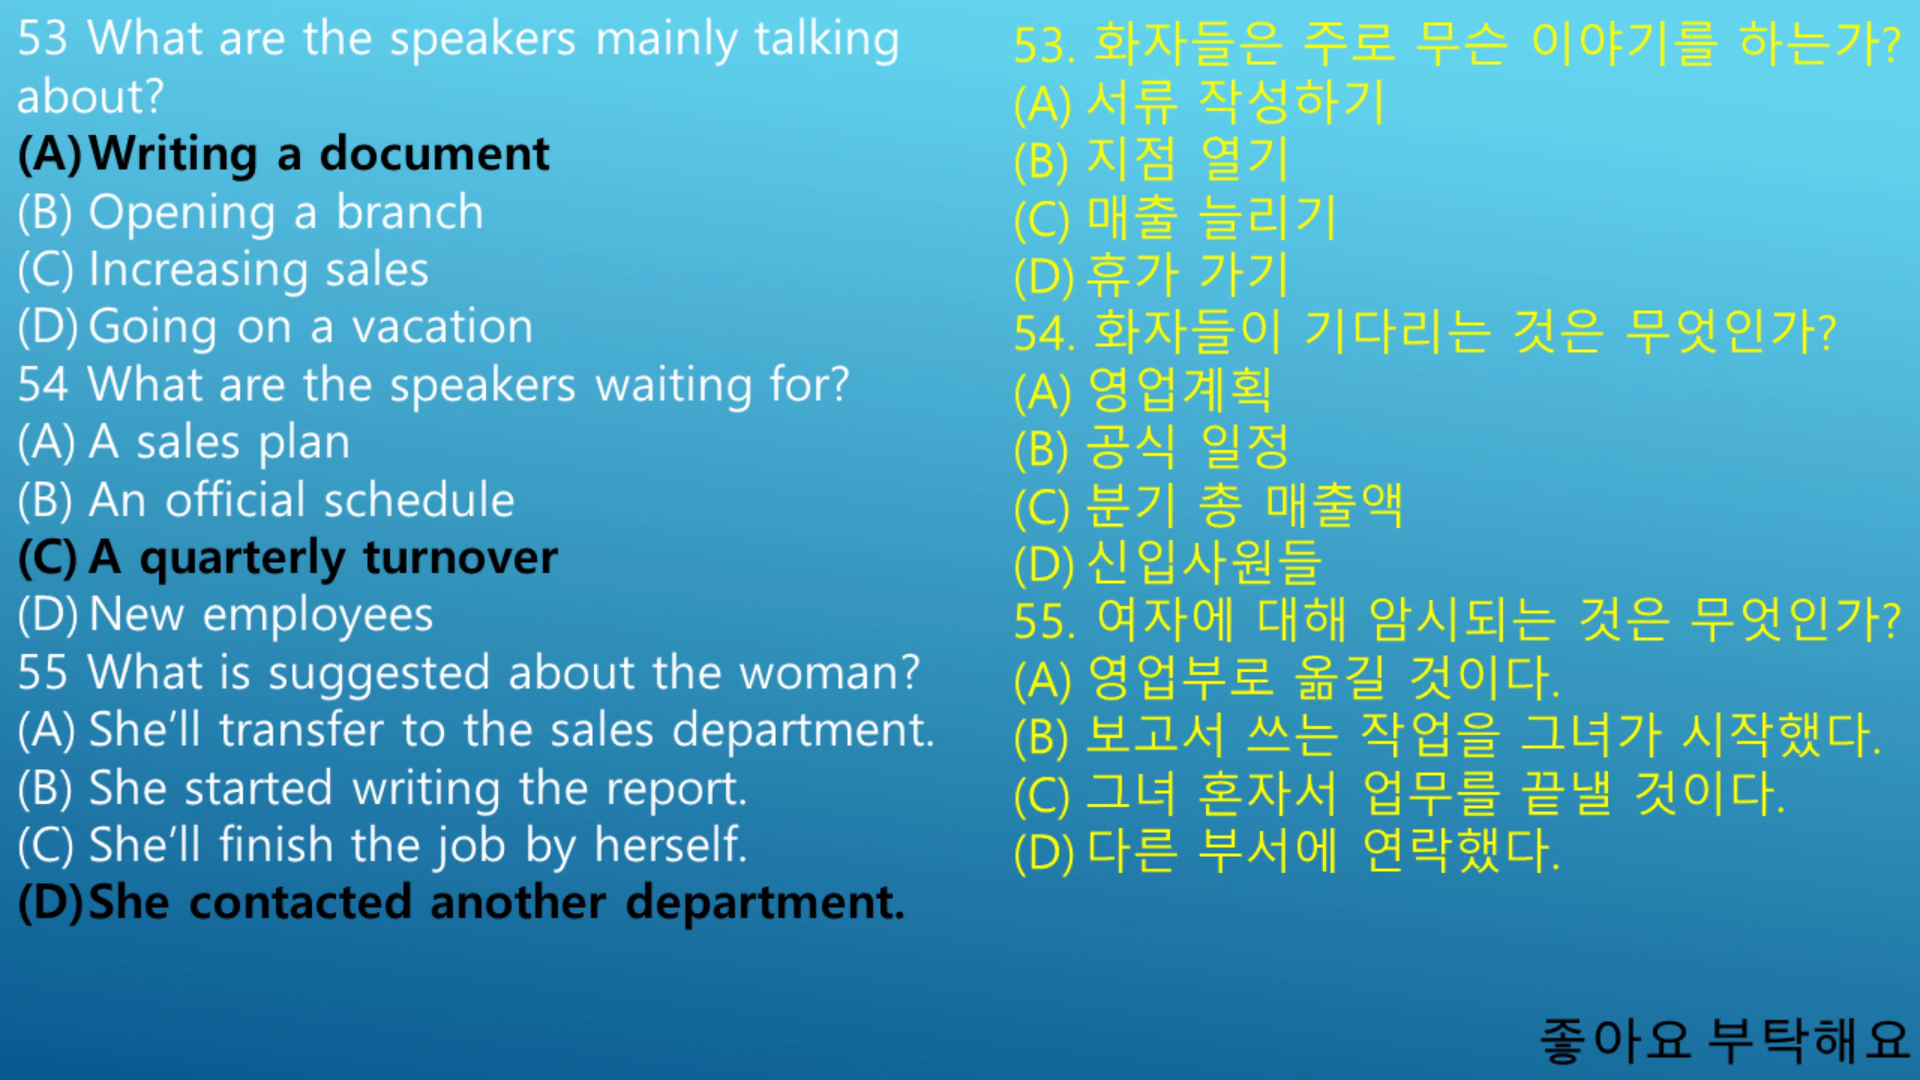 53 What are the speakers mainly talking
about?
(A) Writing a document
(B) Opening a branch
(C) Increasing sales
(D) Going on a vacation
54 What are the speakers waiting for?
(A) A sales plan
(B) An official schedule
(C) A quarterly turnover
(D) New employees
55 What is suggested about the woman?
(A) She’ll transfer to the sales department.
(B) She started writing the report.
(C) She’ll finish the job by herself.
(D) She contacted another department.
53. 화자들은 주로 무슨 이야기를 하는가?
(A) 서류 작성하기
(B) 지점 열기
(C) 매출 늘리기
(D) 휴가 가기
54. 화자들이 기다리는 것은 무엇인가?
(A) 영업계획
(B) 공식 일정
(C) 분기 총 매출액
(D) 신입사원들
55. 여자에 대해 암시되는 것은 무엇인가?
(A) 영업부로 옮길 것이다.
(B) 보고서 쓰는 작업을 그녀가 시작했다.
(C) 그녀 혼자서 업무를 끝낼 것이다.
(D) 다른 부서에 연락했다.
좋아요 부탁해요